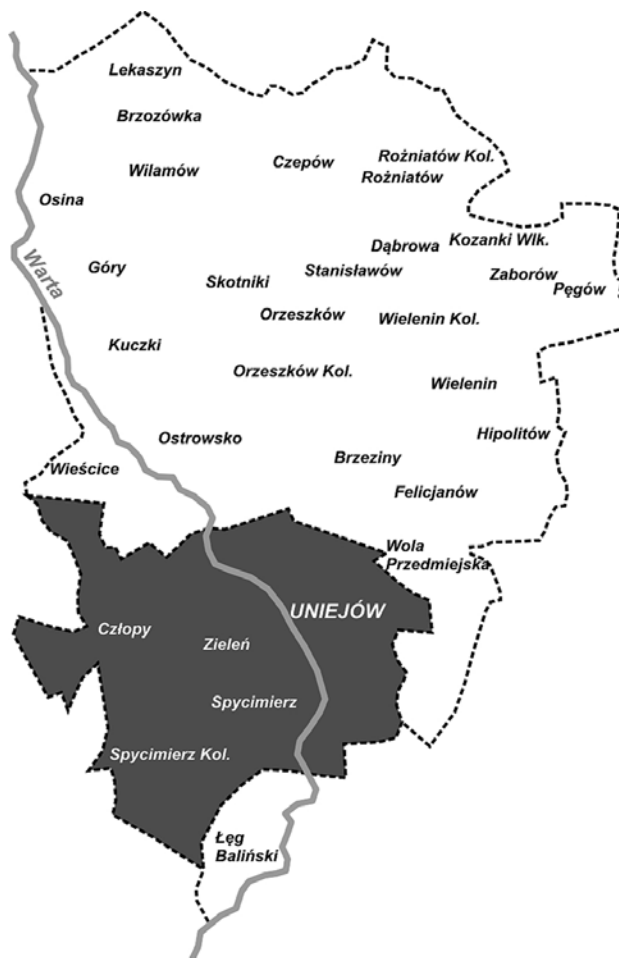 Lekaszyn
Brzozówka
Wilamów
Czepów
Rożniatów Kol.
Rożniatów
Osina
Dąbrowa
Kozanki Wlk.
Góry
Skotniki
Stanisławów
Zaborów
Pęgów
Warta
Orzeszków
Wielenin Kol.
Kuczki
Orzeszków Kol.
Wielenin
Ostrowsko
Hipolitów
Brzeziny
Wieścice
Felicjanów
Wola
Przedmiejska
UNIEJÓW
Człopy
Zieleń
Spycimierz
Spycimierz Kol.
Łęg
Baliński